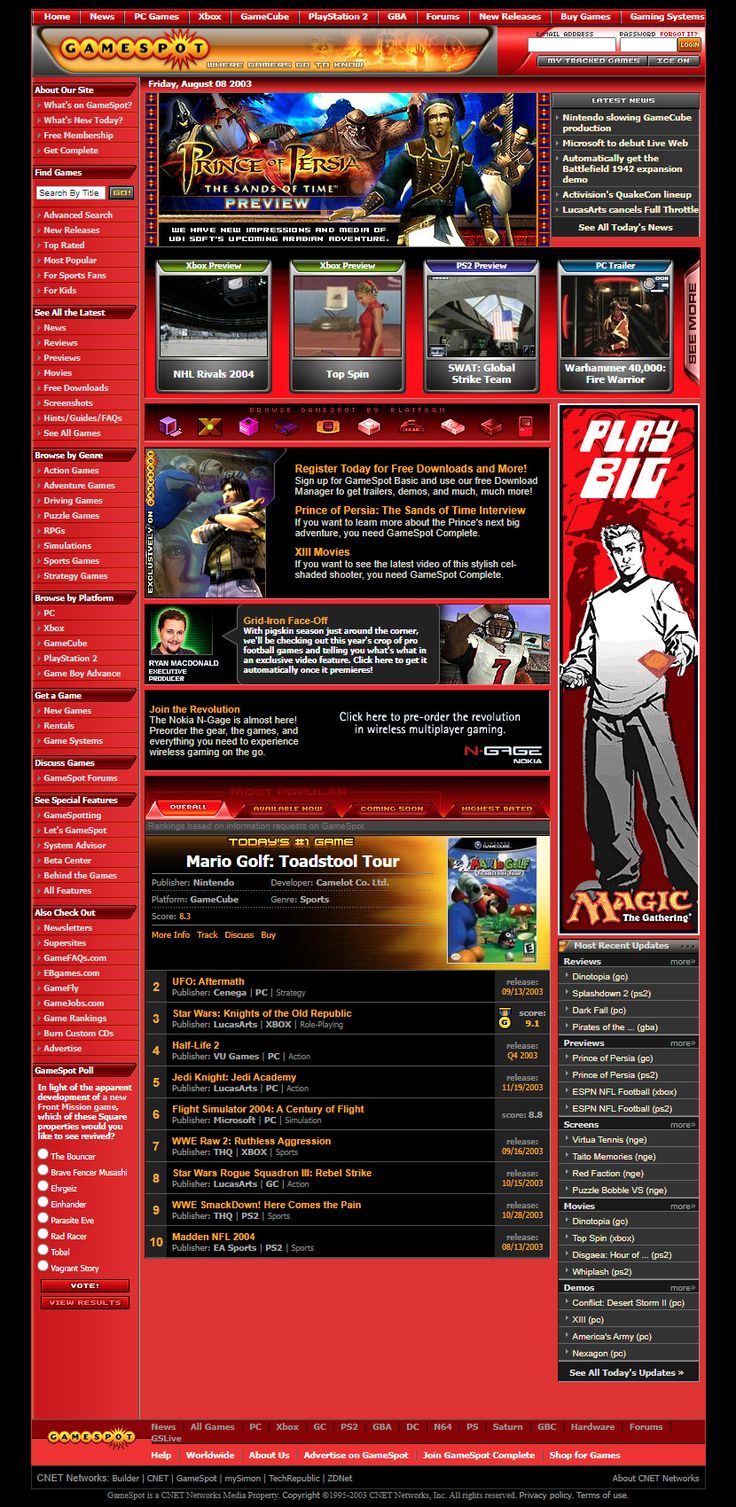 Home News PC Games Xbox GameCube PlayStation 2 GBA Forums New Releases Buy Games Gaming Systems
GAMESPOT
WHERE GAMERS GO TO KNOW
E-MAIL ADDRESS PASSWORD FORGOT IT?
LOGIN
MY TRACKED GAMES ICE ON
Friday, August 08 2003
About Our Site
What's on GameSpot?
What's New Today?
Free Membership
Get Complete
Find Games
Search By Title GO!
Advanced Search
New Releases
Top Rated
Most Popular
For Sports Fans
For Kids
See All the Latest
News
Reviews
Previews
Movies
Free Downloads
Screenshots
Hints/Guides/FAQs
See All Games
Browse by Genre
Action Games
Adventure Games
Driving Games
Puzzle Games
RPGs
Simulations
Sports Games
Strategy Games
Browse by Platform
PC
Xbox
GameCube
PlayStation 2
Game Boy Advance
Get a Game
New Games
Rentals
Game Systems
Discuss Games
GameSpot Forums
See Special Features
GameSpotting
Let's GameSpot
System Advisor
Beta Center
Behind the Games
All Features
Also Check Out
Newsletters
Supersites
GameFAQs.com
EBgames.com
GameFly
GameJobs.com
Game Rankings
Burn Custom CDs
Advertise
GameSpot Poll
In light of the apparent
development of a new
Front Mission game,
which of these Square
properties would you
like to see revived?
The Bouncer
Brave Fencer Musashi
Ehrgeiz
Einhander
Parasite Eve
Rad Racer
Tobal
Vagrant Story
VOTE!
VIEW RESULTS
PRINCE OF PERSIA
THE SANDS OF TIME™
PREVIEW
WE HAVE NEW IMPRESSIONS AND MEDIA OF
UBI SOFT'S UPCOMING ARABIAN ADVENTURE.
LATEST NEWS
Nintendo slowing GameCube
production
Microsoft to debut Live Web
Automatically get the
Battlefield 1942 expansion
demo
Activision's QuakeCon lineup
LucasArts cancels Full Throttle
See All Today's News
Xbox Preview
NHL Rivals 2004
Xbox Preview
Top Spin
PS2 Preview
SWAT: Global
Strike Team
PC Trailer
Warhammer 40,000:
Fire Warrior
SEE MORE
BROWSE GAMESPOT BY PLATFORM
EXCLUSIVELY ON GAMESPOT
Register Today for Free Downloads and More!
Sign up for GameSpot Basic and use our free Download
Manager to get trailers, demos, and much, much more!
Prince of Persia: The Sands of Time Interview
If you want to learn more about the Prince's next big
adventure, you need GameSpot Complete.
XIII Movies
If you want to see the latest video of this stylish cel-
shaded shooter, you need GameSpot Complete.
RYAN MACDONALD
EXECUTIVE
PRODUCER
Grid-Iron Face-Off
With pigskin season just around the corner,
we'll be checking out this year's crop of pro
football games and telling you what's what in
an exclusive video feature. Click here to get it
automatically once it premieres!
7
Join the Revolution
The Nokia N-Gage is almost here!
Preorder the gear, the games, and
everything you need to experience
wireless gaming on the go.
Click here to pre-order the revolution
in wireless multiplayer gaming.
N-GAGE
NOKIA
MOST POPULAR
OVERALL AVAILABLE NOW COMING SOON HIGHEST RATED
Rankings based on information requests on GameSpot
TODAY'S #1 GAME
Mario Golf: Toadstool Tour
Publisher: Nintendo Developer: Camelot Co. Ltd.
Platform: GameCube Genre: Sports
Score: 8.3
More Info Track Discuss Buy
2 UFO: Aftermath
Publisher: Cenega | PC | Strategy
release:
09/13/2003
3 Star Wars: Knights of the Old Republic
Publisher: LucasArts | XBOX | Role-Playing
score:
9.1
4 Half-Life 2
Publisher: VU Games | PC | Action
release:
Q4 2003
5 Jedi Knight: Jedi Academy
Publisher: LucasArts | PC | Action
release:
11/19/2003
6 Flight Simulator 2004: A Century of Flight
Publisher: Microsoft | PC | Simulation
score: 8.8
7 WWE Raw 2: Ruthless Aggression
Publisher: THQ | XBOX | Sports
release:
09/16/2003
8 Star Wars Rogue Squadron III: Rebel Strike
Publisher: LucasArts | GC | Action
release:
10/15/2003
9 WWE SmackDown! Here Comes the Pain
Publisher: THQ | PS2 | Sports
release:
10/28/2003
10 Madden NFL 2004
Publisher: EA Sports | PS2 | Sports
release:
08/13/2003
PLAY
BIG
MAGIC
The Gathering®
Most Recent Updates
Reviews more»
Dinotopia (gc)
Splashdown 2 (ps2)
Dark Fall (pc)
Pirates of the ... (gba)
Previews more»
Prince of Persia (gc)
Prince of Persia (ps2)
ESPN NFL Football (xbox)
ESPN NFL Football (ps2)
Screens more»
Virtua Tennis (nge)
Taito Memories (nge)
Red Faction (nge)
Puzzle Bobble VS (nge)
Movies more»
Dinotopia (gc)
Top Spin (xbox)
Disgaea: Hour of ... (ps2)
Whiplash (ps2)
Demos more»
Conflict: Desert Storm II (pc)
XIII (pc)
America's Army (pc)
Nexagon (pc)
See All Today's Updates »
GAMESPOT
News | All Games | PC | Xbox | GC | PS2 | GBA | DC | N64 | PS | Saturn | GBC | Hardware | Forums |
GSLive
Help | Worldwide | About Us | Advertise on GameSpot | Join GameSpot Complete | Shop for Games
CNET Networks: Builder | CNET | GameSpot | mySimon | TechRepublic | ZDNet About CNET Networks
GameSpot is a CNET Networks Media Property. Copyright ©1995-2003 CNET Networks, Inc. All rights reserved. Privacy policy. Terms of use.